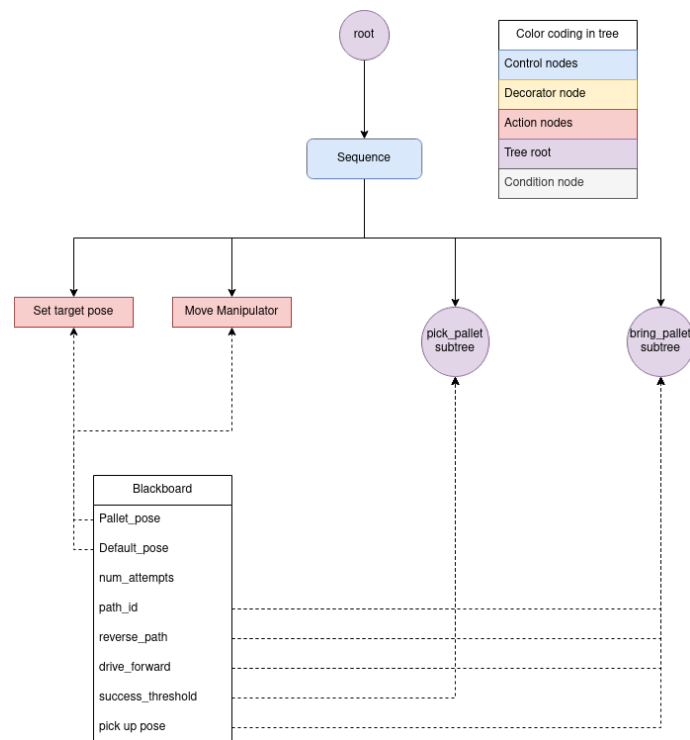 root
Color coding in tree
Control nodes
Decorator node
Action nodes
Tree root
Condition node
Sequence
Set target pose
Move Manipulator
pick_pallet
subtree
bring_pallet
subtree
Blackboard
Pallet_pose
Default_pose
num_attempts
path_id
reverse_path
drive_forward
success_threshold
pick up pose